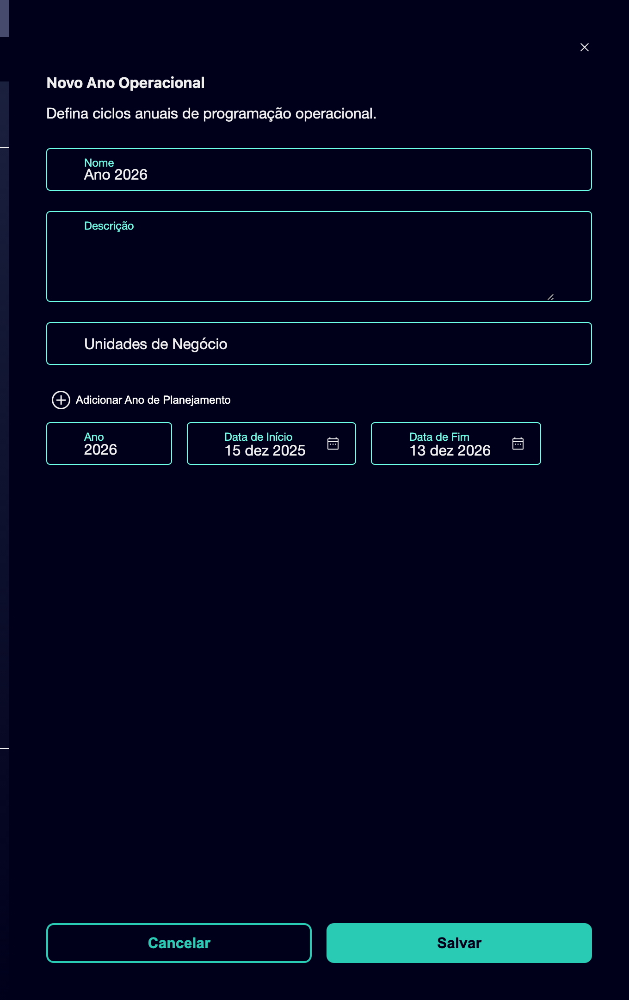 Novo Ano Operacional
Defina ciclos anuais de programação operacional.
Nome
Ano 2026
Descrição
Unidades de Negócio
Adicionar Ano de Planejamento
Ano
2026
Data de Início
15 dez 2025
Data de Fim
13 dez 2026
Cancelar
Salvar